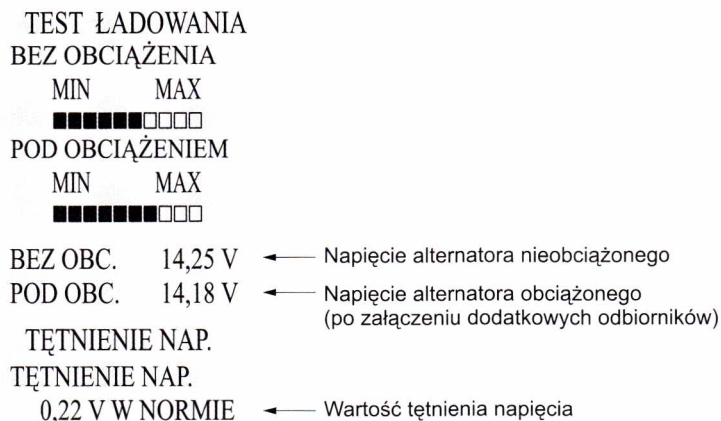 TEST ŁADOWANIA
BEZ OBCIĄŻENIA
MIN MAX
POD OBCIĄŻENIEM
MIN MAX
BEZ OBC. 14,25 V Napięcie alternatora nieobciążonego
POD OBC. 14,18 V Napięcie alternatora obciążonego
(po załączeniu dodatkowych odbiorników)
TĘTNIENIE NAP.
TĘTNIENIE NAP.
0,22 V W NORMIE Wartość tętnienia napięcia